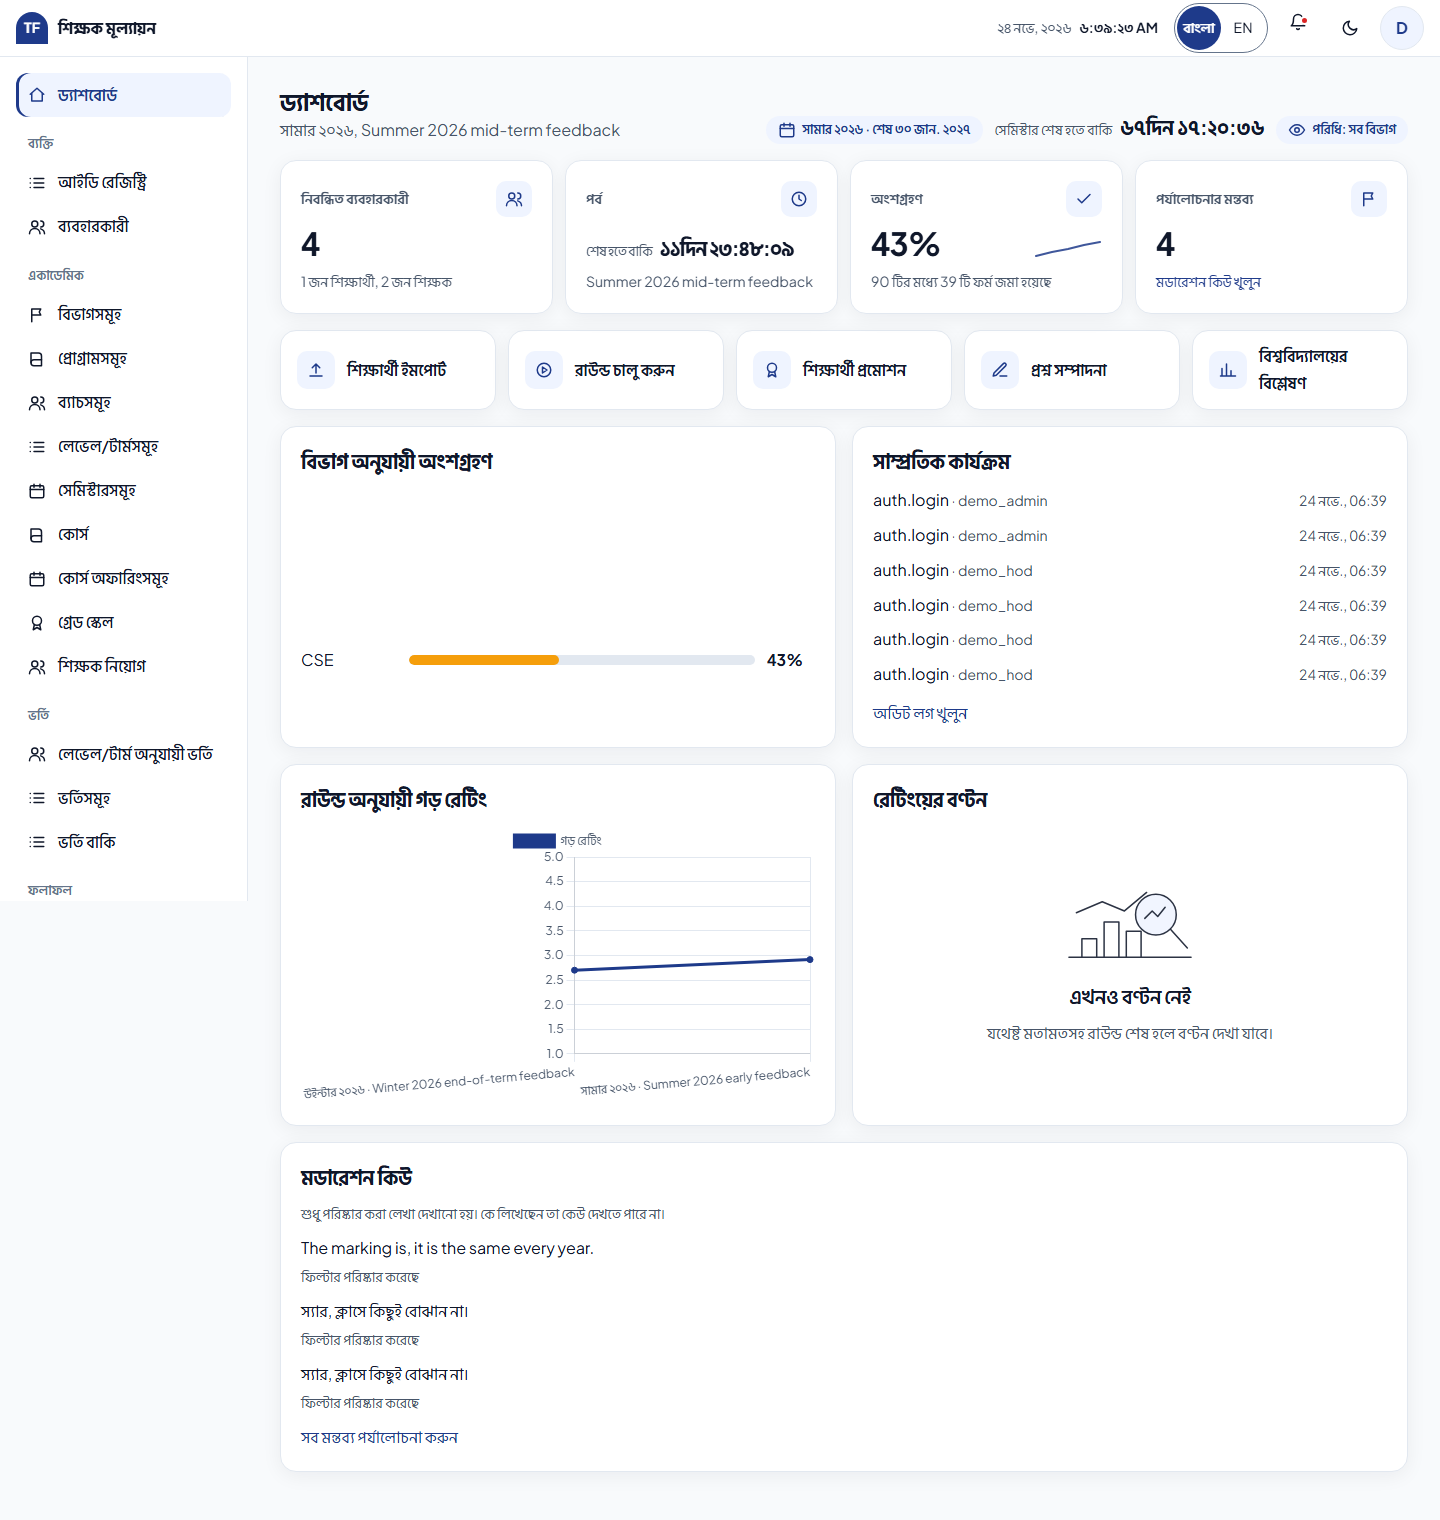 TF শিক্ষক মূল্যায়ন
২৪ নভে, ২০২৬ ৬:৩৯:২৩ AM বাংলা EN D
ড্যাশবোর্ড
ব্যক্তি
আইডি রেজিস্ট্রি
ব্যবহারকারী
একাডেমিক
বিভাগসমূহ
প্রোগ্রামসমূহ
ব্যাচসমূহ
লেভেল/টার্মসমূহ
সেমিস্টারসমূহ
কোর্স
কোর্স অফারিংসমূহ
গ্রেড স্কেল
শিক্ষক নিয়োগ
ভর্তি
লেভেল/টার্ম অনুযায়ী ভর্তি
ভর্তিসমূহ
ভর্তি বাকি
ফলাফল
ড্যাশবোর্ড
সামার ২০২৬, Summer 2026 mid-term feedback
সামার ২০২৬ · শেষ ৩০ জান. ২০২৭
সেমিস্টার শেষ হতে বাকি ৬৭দিন ১৭:২০:৩৬
পরিধি: সব বিভাগ
নিবন্ধিত ব্যবহারকারী
4
1 জন শিক্ষার্থী, 2 জন শিক্ষক
পর্ব
শেষ হতে বাকি ১১দিন ২৩:৪৮:০৯
Summer 2026 mid-term feedback
অংশগ্রহণ
43%
90 টির মধ্যে 39 টি ফর্ম জমা হয়েছে
পর্যালোচনার মন্তব্য
4
মডারেশন কিউ খুলুন
শিক্ষার্থী ইমপোর্ট
রাউন্ড চালু করুন
শিক্ষার্থী প্রমোশন
প্রশ্ন সম্পাদনা
বিশ্ববিদ্যালয়ের
বিশ্লেষণ
বিভাগ অনুযায়ী অংশগ্রহণ
CSE 43%
সাম্প্রতিক কার্যক্রম
auth.login · demo_admin 24 নভে., 06:39
auth.login · demo_admin 24 নভে., 06:39
auth.login · demo_hod 24 নভে., 06:39
auth.login · demo_hod 24 নভে., 06:39
auth.login · demo_hod 24 নভে., 06:39
auth.login · demo_hod 24 নভে., 06:39
অডিট লগ খুলুন
রাউন্ড অনুযায়ী গড় রেটিং
গড় রেটিং
5.0
4.5
4.0
3.5
3.0
2.5
2.0
1.5
1.0
উইন্টার ২০২৬ · Winter 2026 end-of-term feedback
সামার ২০২৬ · Summer 2026 early feedback
রেটিংয়ের বণ্টন
এখনও বণ্টন নেই
যথেষ্ট মতামতসহ রাউন্ড শেষ হলে বণ্টন দেখা যাবে।
মডারেশন কিউ
শুধু পরিষ্কার করা লেখা দেখানো হয়। কে লিখেছেন তা কেউ দেখতে পারে না।
The marking is, it is the same every year.
ফিল্টার পরিষ্কার করেছে
স্যার, ক্লাসে কিছুই বোঝান না।
ফিল্টার পরিষ্কার করেছে
স্যার, ক্লাসে কিছুই বোঝান না।
ফিল্টার পরিষ্কার করেছে
সব মন্তব্য পর্যালোচনা করুন